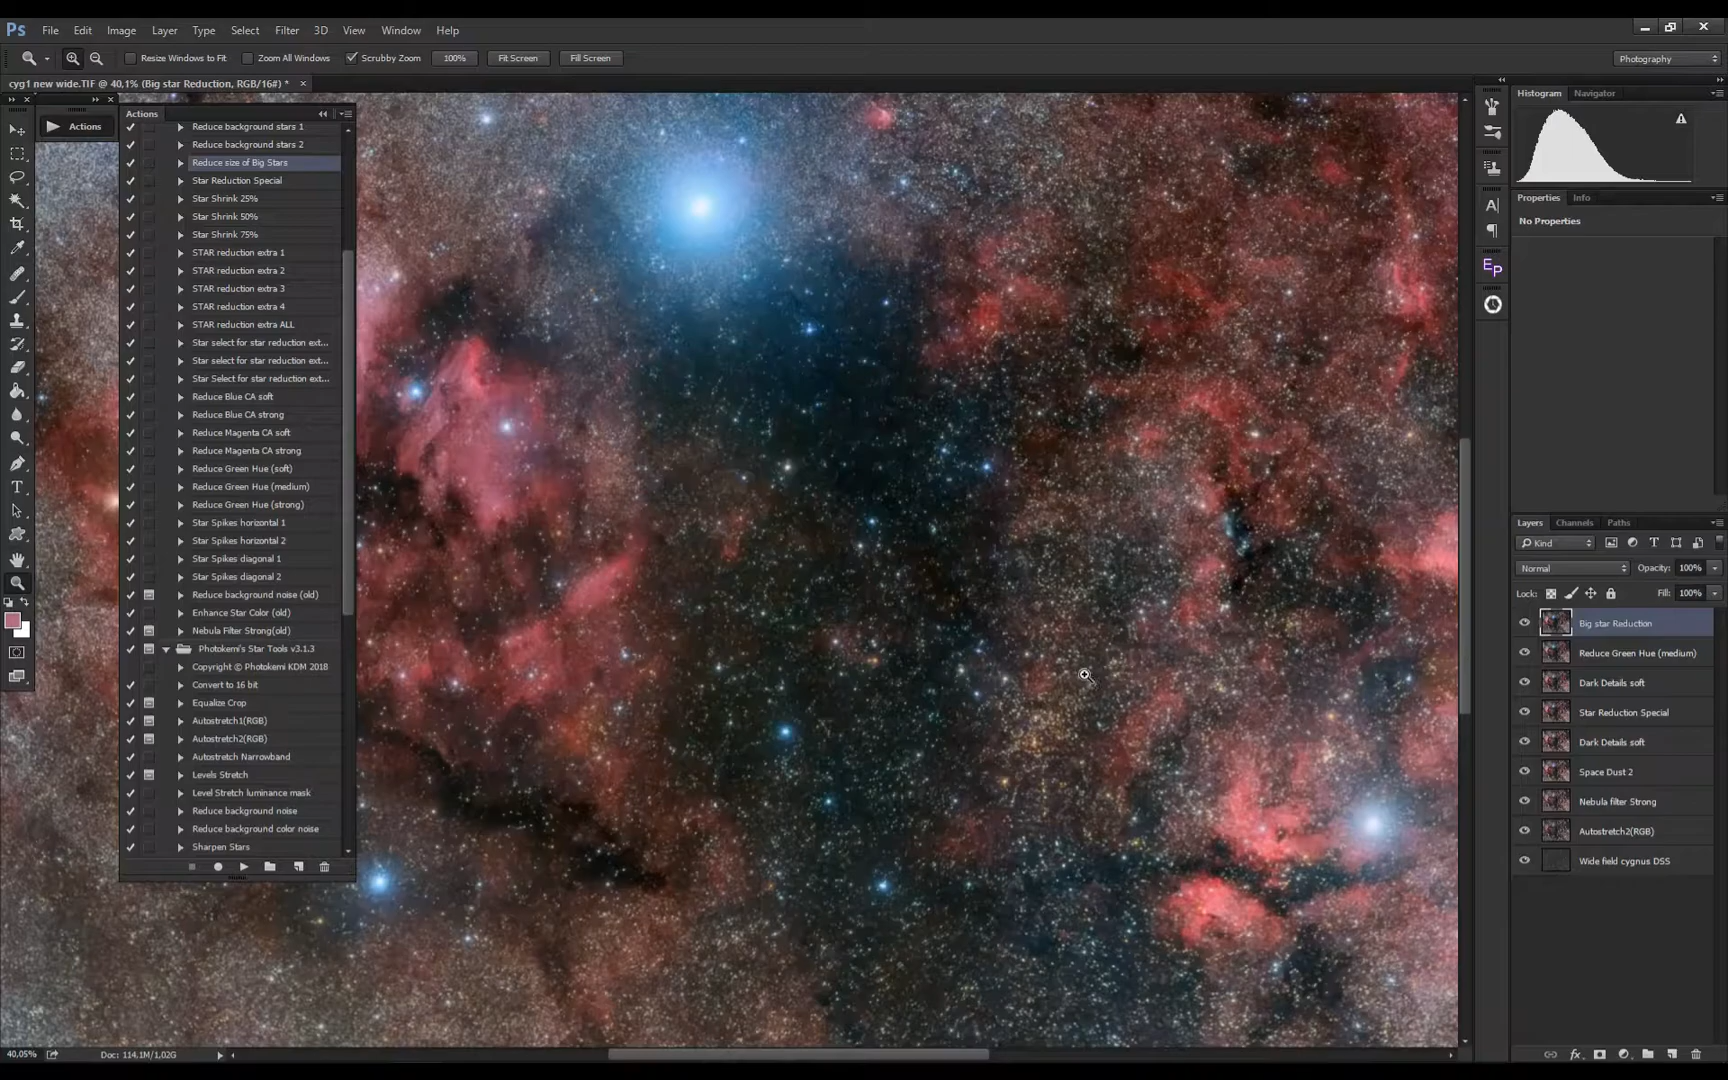 Ps File Edit Image Layer Type Select Filter 3D View Window Help
Resize Windows to Fit Zoom All Windows Scrubby Zoom 100% Fit Screen Fill Screen Photography
cyg1 new wide.TIF @ 40,1% (Big star Reduction, RGB/16#) * ×
Actions
Actions
Reduce background stars 1
Reduce background stars 2
Reduce size of Big Stars
Star Reduction Special
Star Shrink 25%
Star Shrink 50%
Star Shrink 75%
STAR reduction extra 1
STAR reduction extra 2
STAR reduction extra 3
STAR reduction extra 4
STAR reduction extra ALL
Star select for star reduction ext...
Star select for star reduction ext...
Star Select for star reduction ext...
Reduce Blue CA soft
Reduce Blue CA strong
Reduce Magenta CA soft
Reduce Magenta CA strong
Reduce Green Hue (soft)
Reduce Green Hue (medium)
Reduce Green Hue (strong)
Star Spikes horizontal 1
Star Spikes horizontal 2
Star Spikes diagonal 1
Star Spikes diagonal 2
Reduce background noise (old)
Enhance Star Color (old)
Nebula Filter Strong(old)
Photokemi's Star Tools v3.1.3
Copyright © Photokemi KDM 2018
Convert to 16 bit
Equalize Crop
Autostretch1(RGB)
Autostretch2(RGB)
Autostretch Narrowband
Levels Stretch
Level Stretch luminance mask
Reduce background noise
Reduce background color noise
Sharpen Stars
Histogram Navigator
Properties Info
No Properties
EP
Layers Channels Paths
Kind
Normal Opacity: 100%
Lock: Fill: 100%
Big star Reduction
Reduce Green Hue (medium)
Dark Details soft
Star Reduction Special
Dark Details soft
Space Dust 2
Nebula filter Strong
Autostretch2(RGB)
Wide field cygnus DSS
40,05% Doc: 114,1M/1,02G